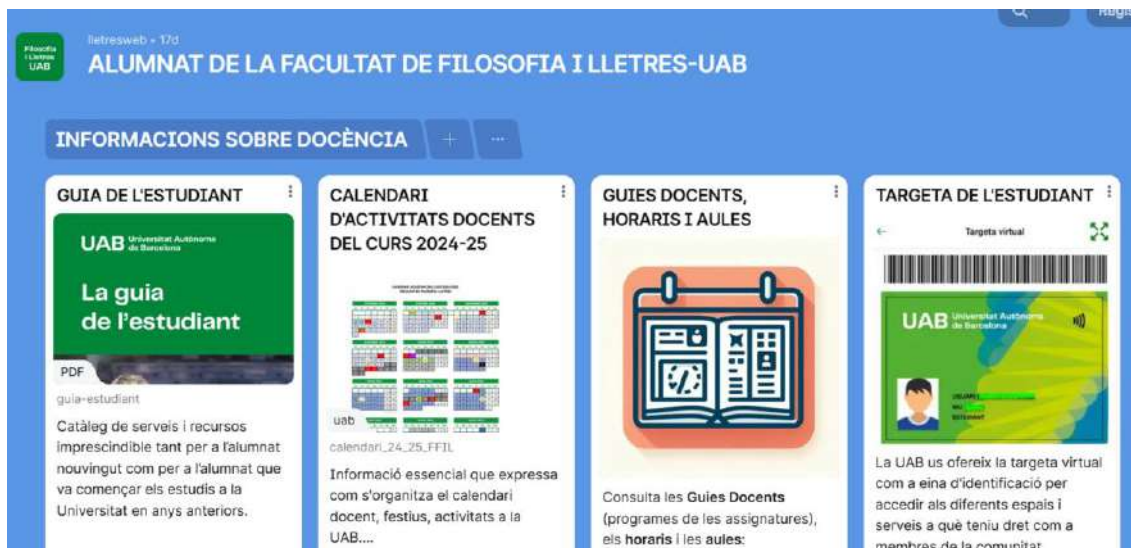 Filosofia
i Lletres
UAB
lletresweb • 17d
ALUMNAT DE LA FACULTAT DE FILOSOFIA I LLETRES-UAB
INFORMACIONS SOBRE DOCÈNCIA
GUIA DE L'ESTUDIANT
UAB Universitat Autònoma
de Barcelona
La guia
de l'estudiant
PDF
guia-estudiant
Catàleg de serveis i recursos
imprescindible tant per a l'alumnat
nouvingut com per a l'alumnat que
va començar els estudis a la
Universitat en anys anteriors.
CALENDARI
D'ACTIVITATS DOCENTS
DEL CURS 2024-25
uab
calendari_24_25_FFIL
Informació essencial que expressa
com s'organitza el calendari
docent, festius, activitats a la
UAB....
GUIES DOCENTS,
HORARIS I AULES
Consulta les Guies Docents
(programes de les assignatures),
els horaris i les aules:
TARGETA DE L'ESTUDIANT
Targeta virtual
UAB Universitat Autònoma
de Barcelona
ESTUDIANT
La UAB us ofereix la targeta virtual
com a eina d'identificació per
accedir als diferents espais i
serveis a què teniu dret com a
membres de la comunitat